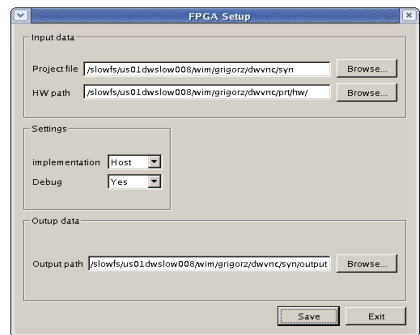 FPGA Setup
Input data
Project file /slowfs/us01dwslow008/wim/grigorz/dwvnc/syn Browse...
HW path /slowfs/us01dwslow008/wim/grigorz/dwvnc/prt/hw/ Browse...
Settings
implementation Host
Debug Yes
Outup data
Output path /slowfs/us01dwslow008/wim/grigorz/dwvnc/syn/output Browse...
Save Exit